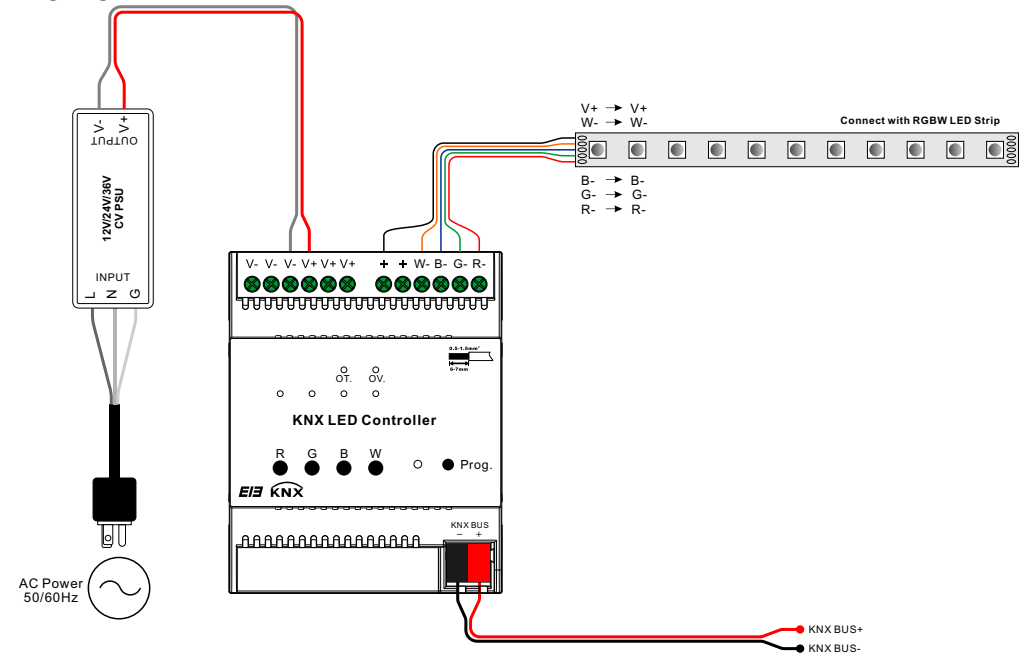 V+ → V+
W- → W-
Connect with RGBW LED Strip
B- → B-
G- → G-
R- → R-
V- V+
OUTPUT
12V/24V/36V
CV PSU
INPUT
L N G
V- V- V- V+ V+ V+ + + W- B- G- R-
0.5-1.5mm²
6-7mm
OT. OV.
KNX LED Controller
R G B W
Prog.
EIB KNX
KNX BUS
− +
AC Power
50/60Hz
KNX BUS+
KNX BUS-